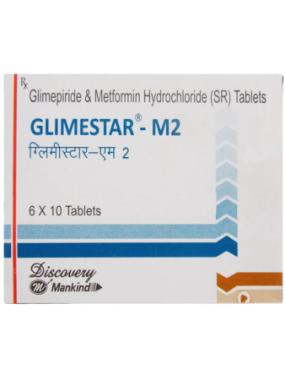 Rx
Glimepiride & Metformin Hydrochloride (SR) Tablets
GLIMESTAR® - M2
ग्लिमीस्टार-एम 2
6 X 10 Tablets
Discovery
M Mankind